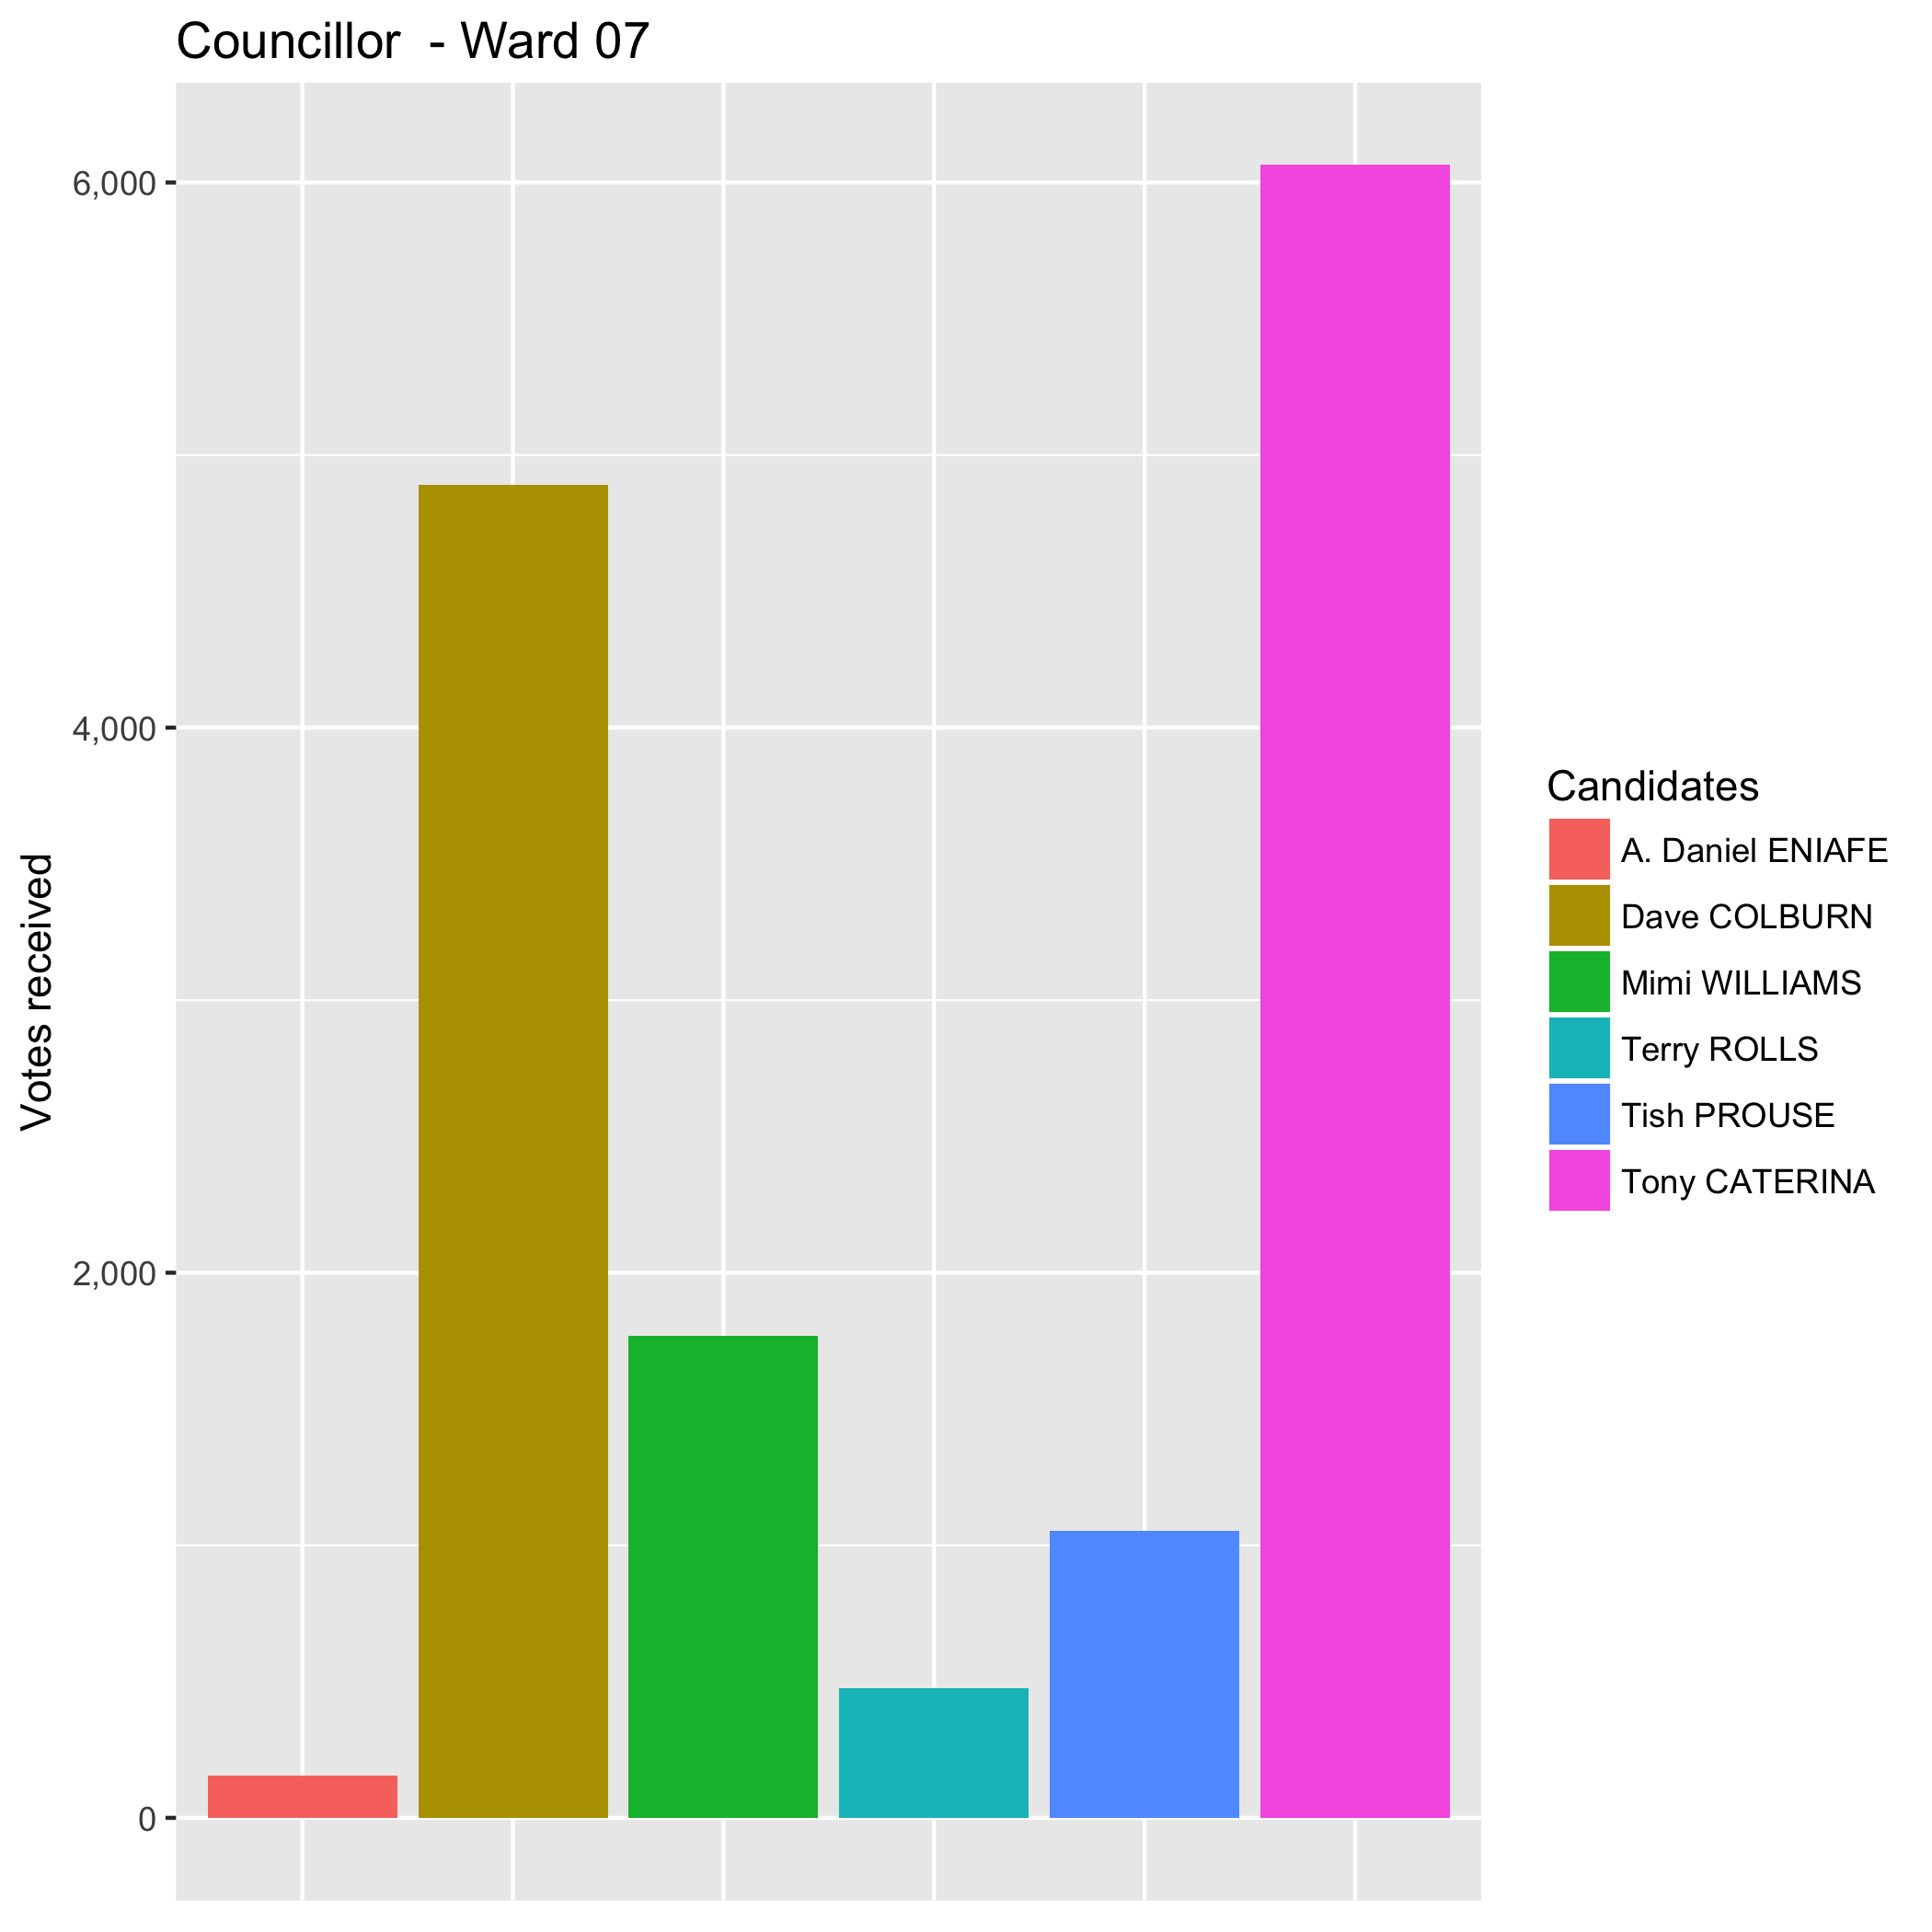 Councillor  - Ward 07
6,000
4,000
2,000
0
Votes received
Candidates
A. Daniel ENIAFE
Dave COLBURN
Mimi WILLIAMS
Terry ROLLS
Tish PROUSE
Tony CATERINA